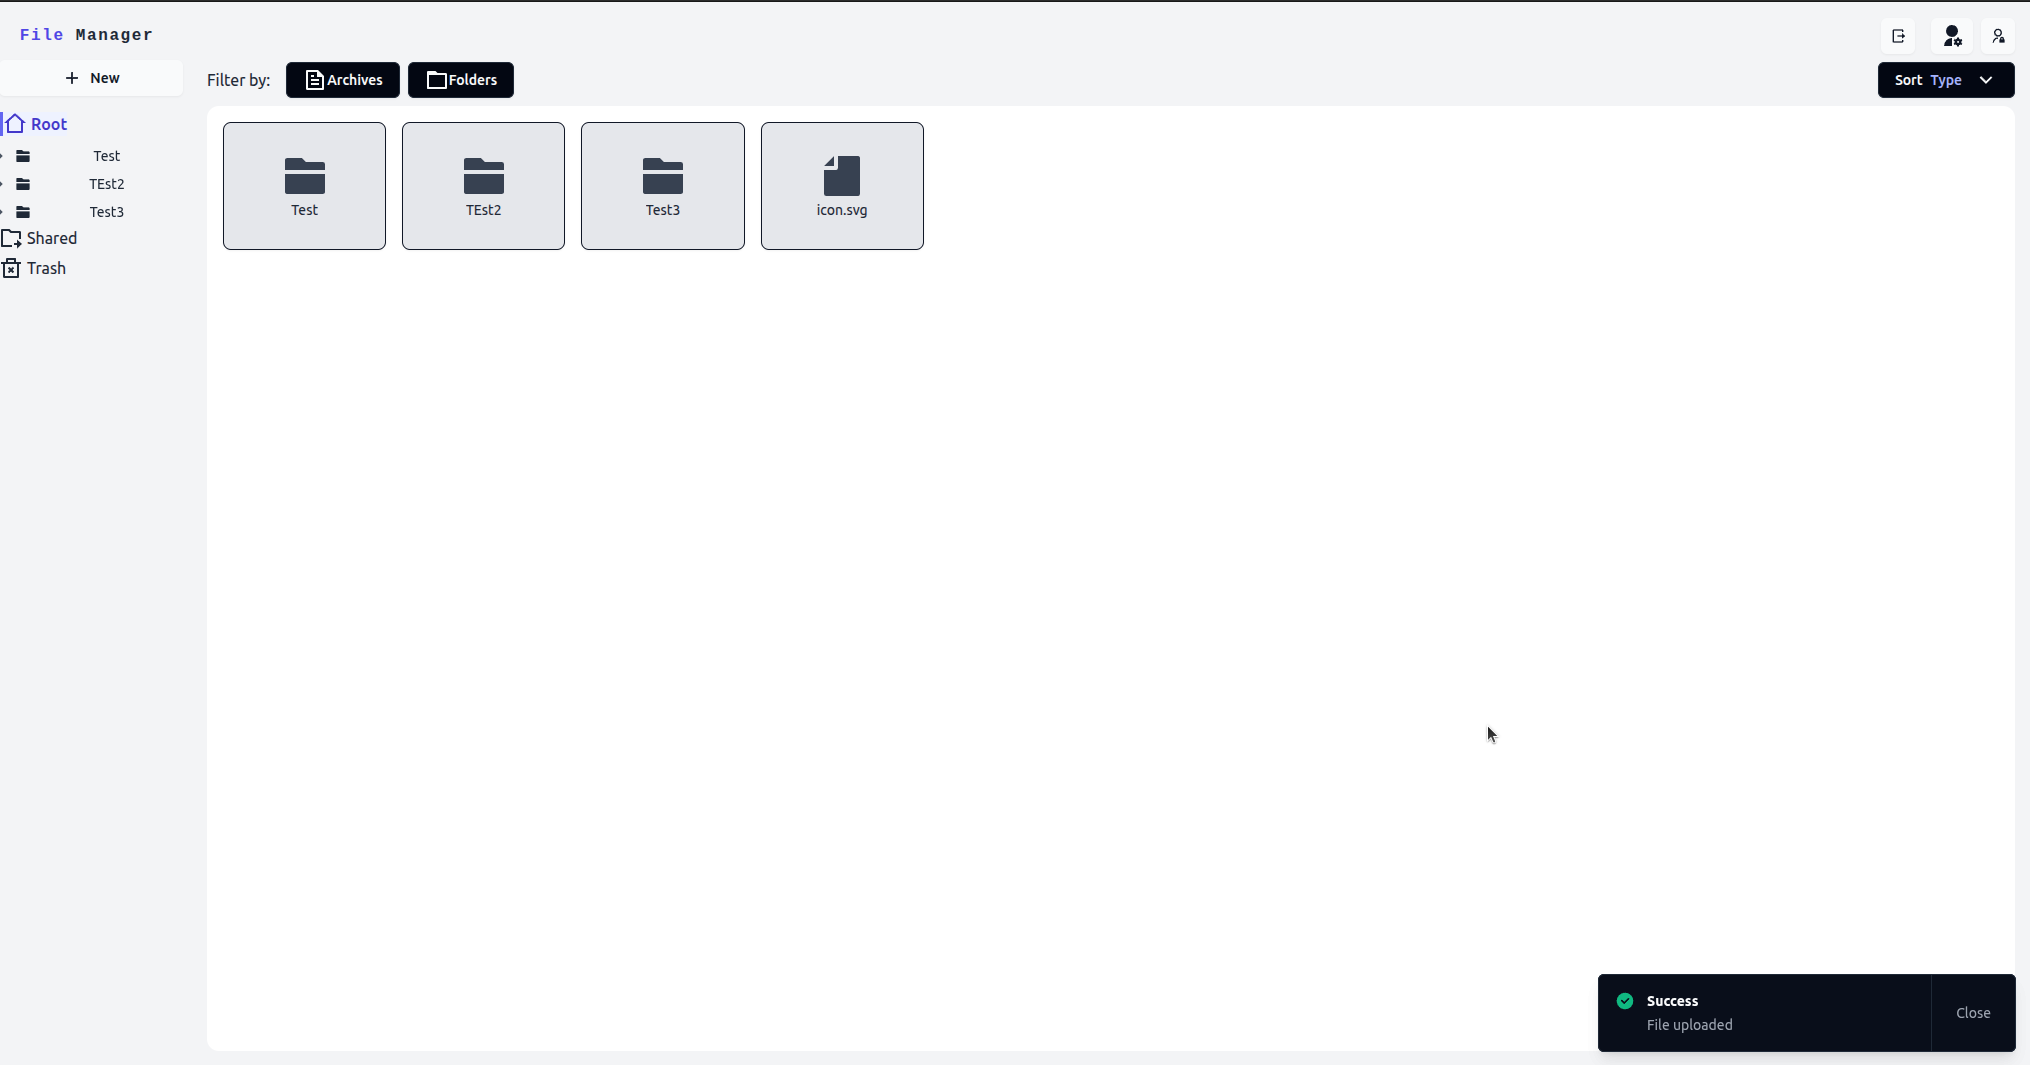 File Manager
New
Filter by:
Archives
Folders
Sort Type
Root
Test
TEst2
Test3
Shared
Trash
Test
TEst2
Test3
icon.svg
Success
File uploaded
Close